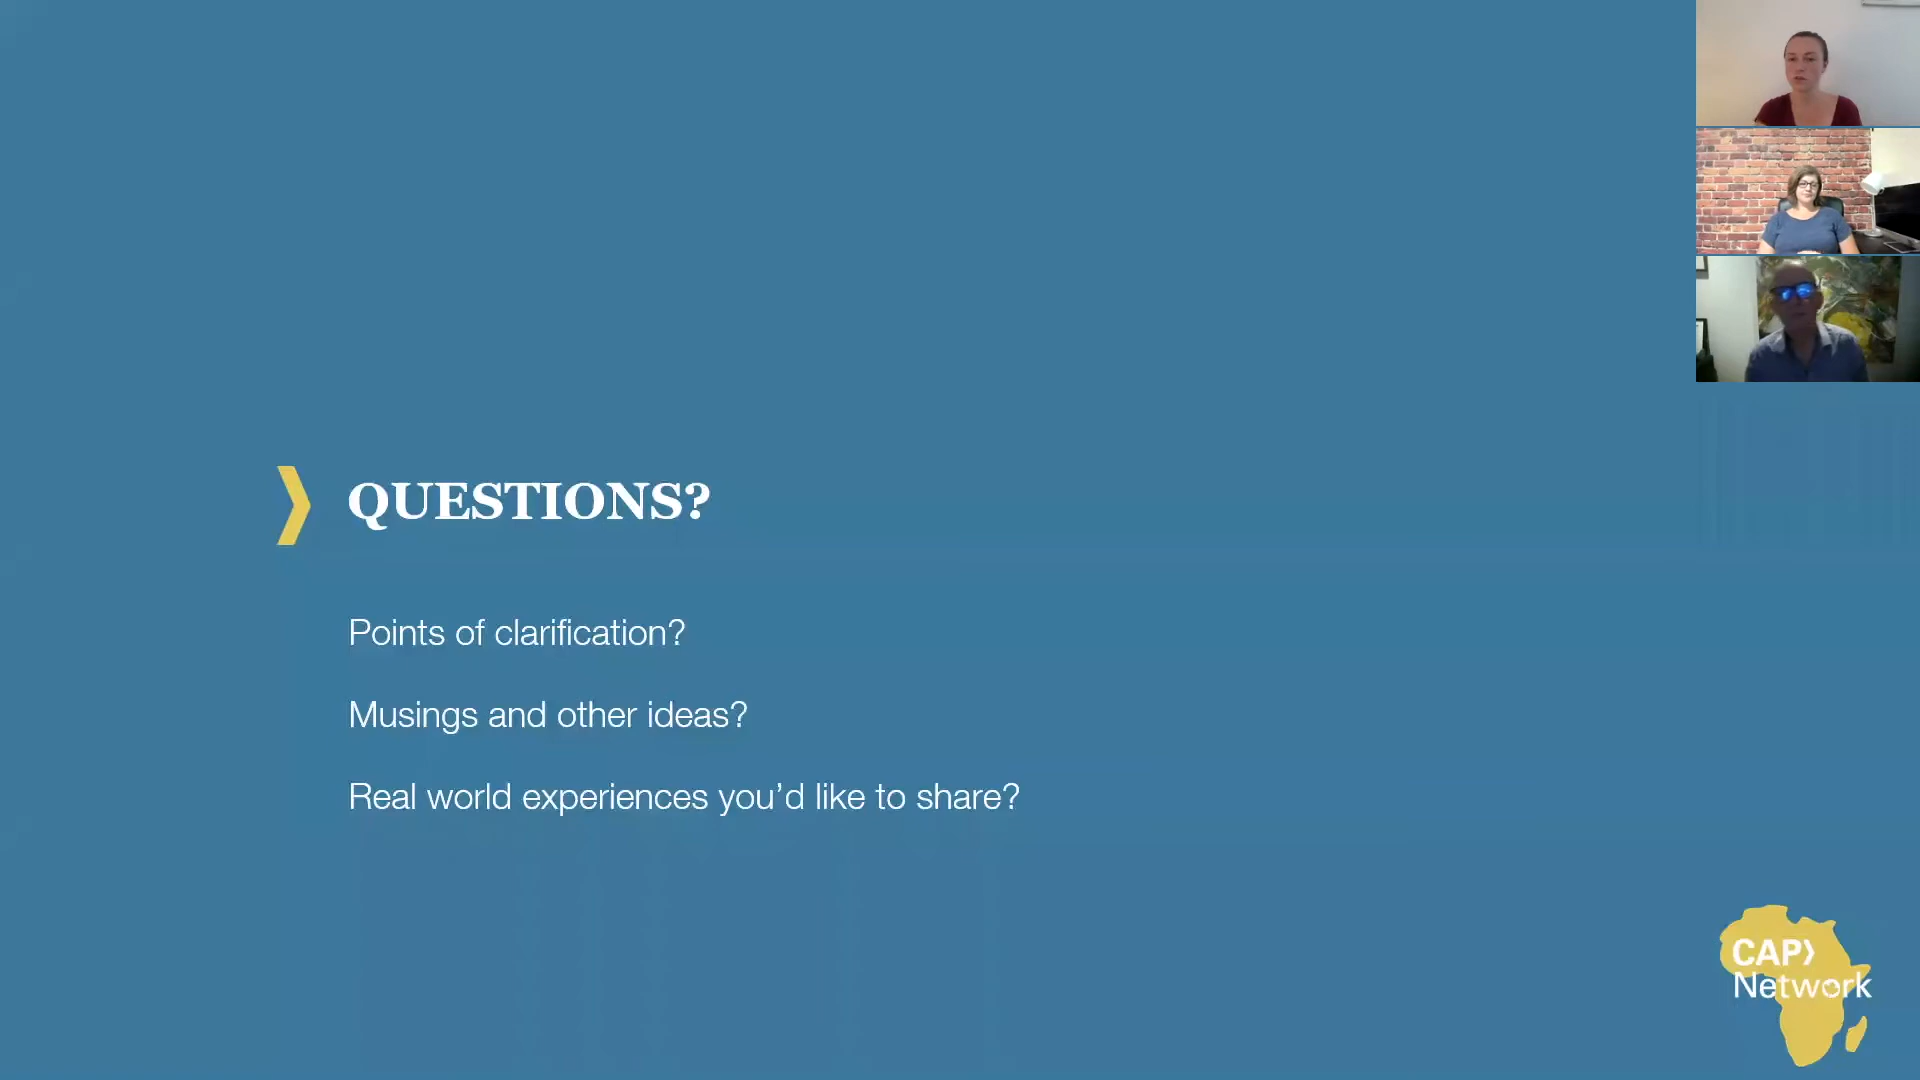 QUESTIONS?
Points of clarification?
Musings and other ideas?
Real world experiences you’d like to share?
CAP
Network